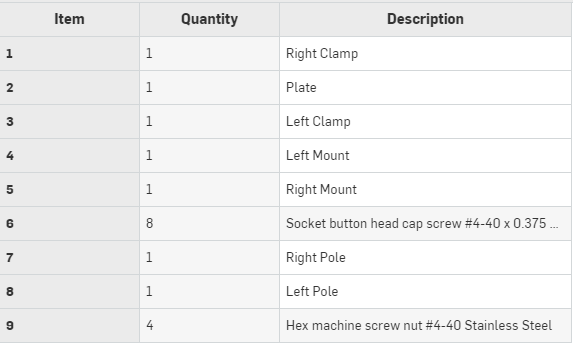 Item Quantity Description
1 1 Right Clamp
2 1 Plate
3 1 Left Clamp
4 1 Left Mount
5 1 Right Mount
6 8 Socket button head cap screw #4-40 x 0.375 ...
7 1 Right Pole
8 1 Left Pole
9 4 Hex machine screw nut #4-40 Stainless Steel